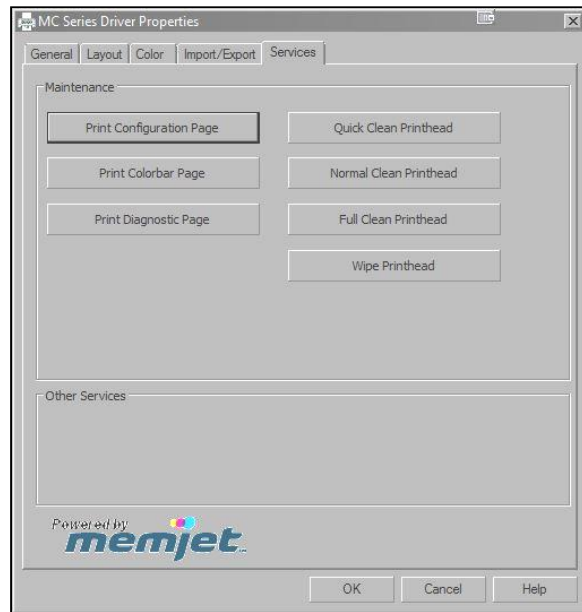 MC Series Driver Properties
General Layout Color Import/Export Services
Maintenance
Print Configuration Page Quick Clean Printhead
Print Colorbar Page Normal Clean Printhead
Print Diagnostic Page Full Clean Printhead
Wipe Printhead
Other Services
Powered by
memjet
OK Cancel Help